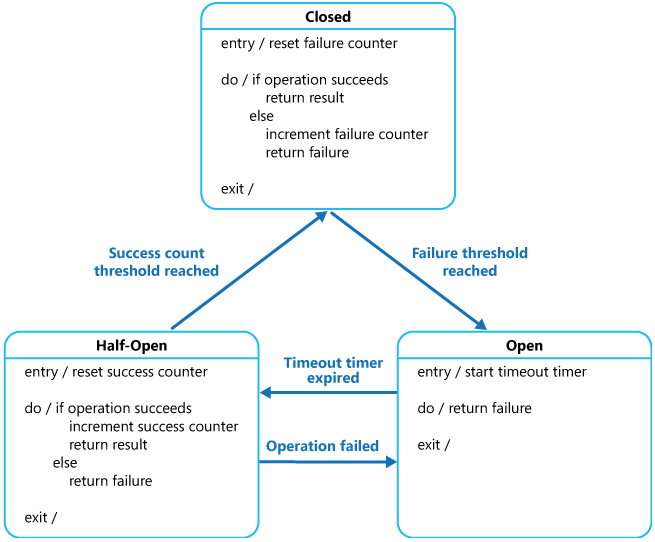 Closed
entry / reset failure counter
do / if operation succeeds
return result
else
increment failure counter
return failure
exit /
Success count
threshold reached
Failure threshold
reached
Half-Open
entry / reset success counter
do / if operation succeeds
increment success counter
return result
else
return failure
exit /
Timeout timer
expired
Operation failed
Open
entry / start timeout timer
do / return failure
exit /